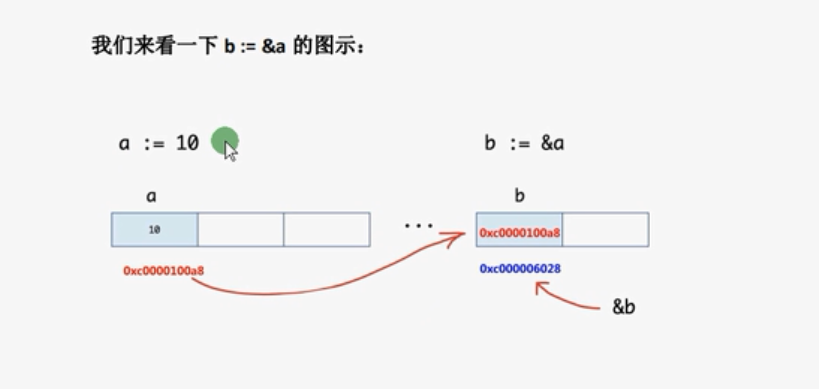 我们来看一下 b := &a 的图示：
a := 10
b := &a
a
b
10
...
0xc0000100a8
0xc0000100a8
0xc000006028
&b